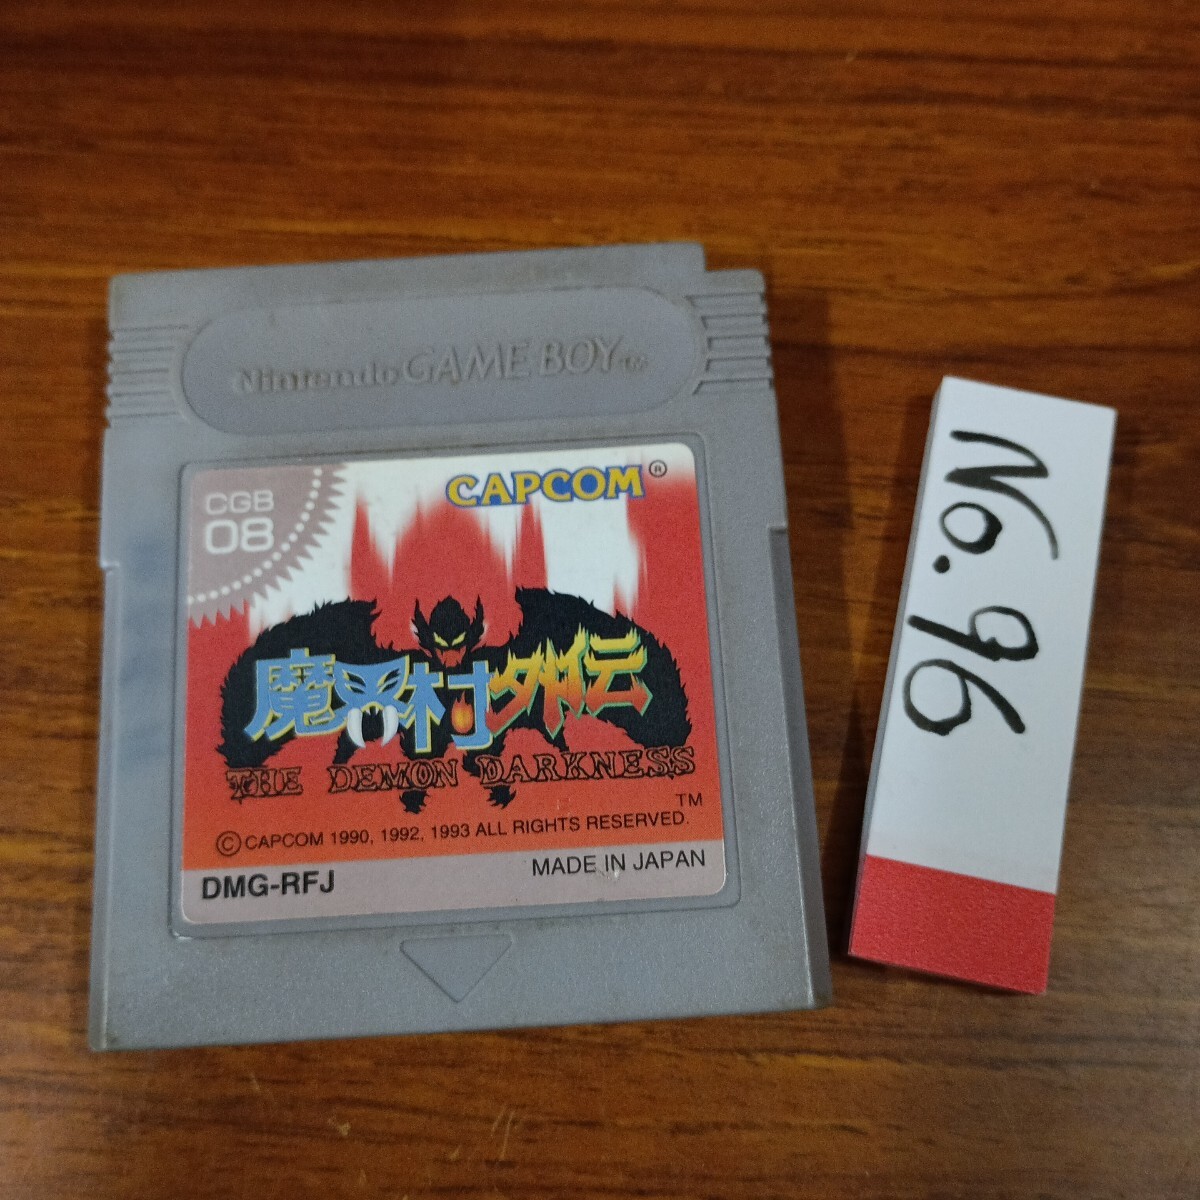 Nintendo GAME BOY™
CGB
08
CAPCOM®
魔界村外伝
THE DEMON DARKNESS
TM
©CAPCOM 1990, 1992, 1993 ALL RIGHTS RESERVED.
DMG-RFJ
MADE IN JAPAN
No. 96